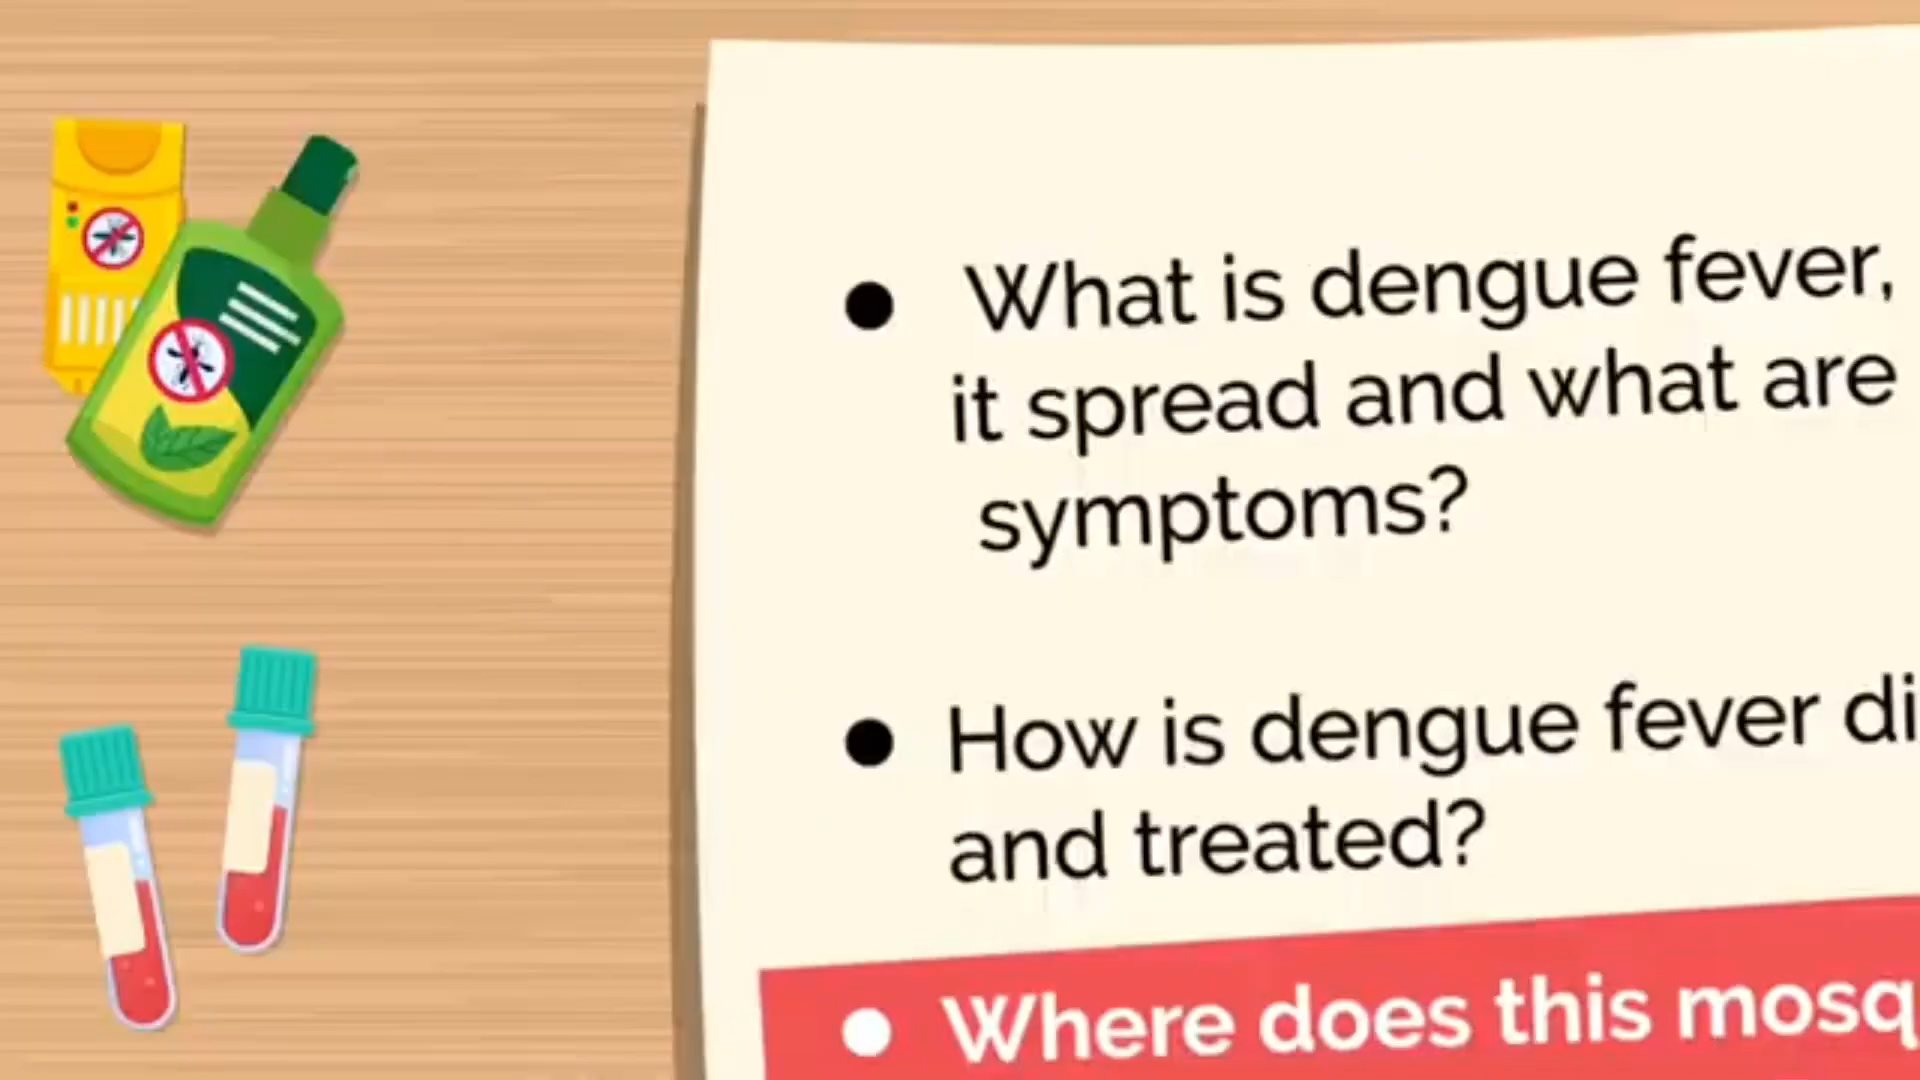 What is dengue fever,
it spread and what are
symptoms?
How is dengue fever di
and treated?
Where does this mosq